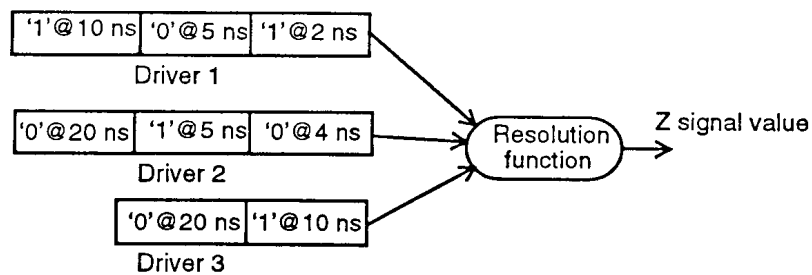 ‘1’@10 ns ‘0’@5 ns ‘1’@2 ns
Driver 1
‘0’@20 ns ‘1’@5 ns ‘0’@4 ns
Driver 2
‘0’@20 ns ‘1’@10 ns
Driver 3
Resolution
function
Z signal value